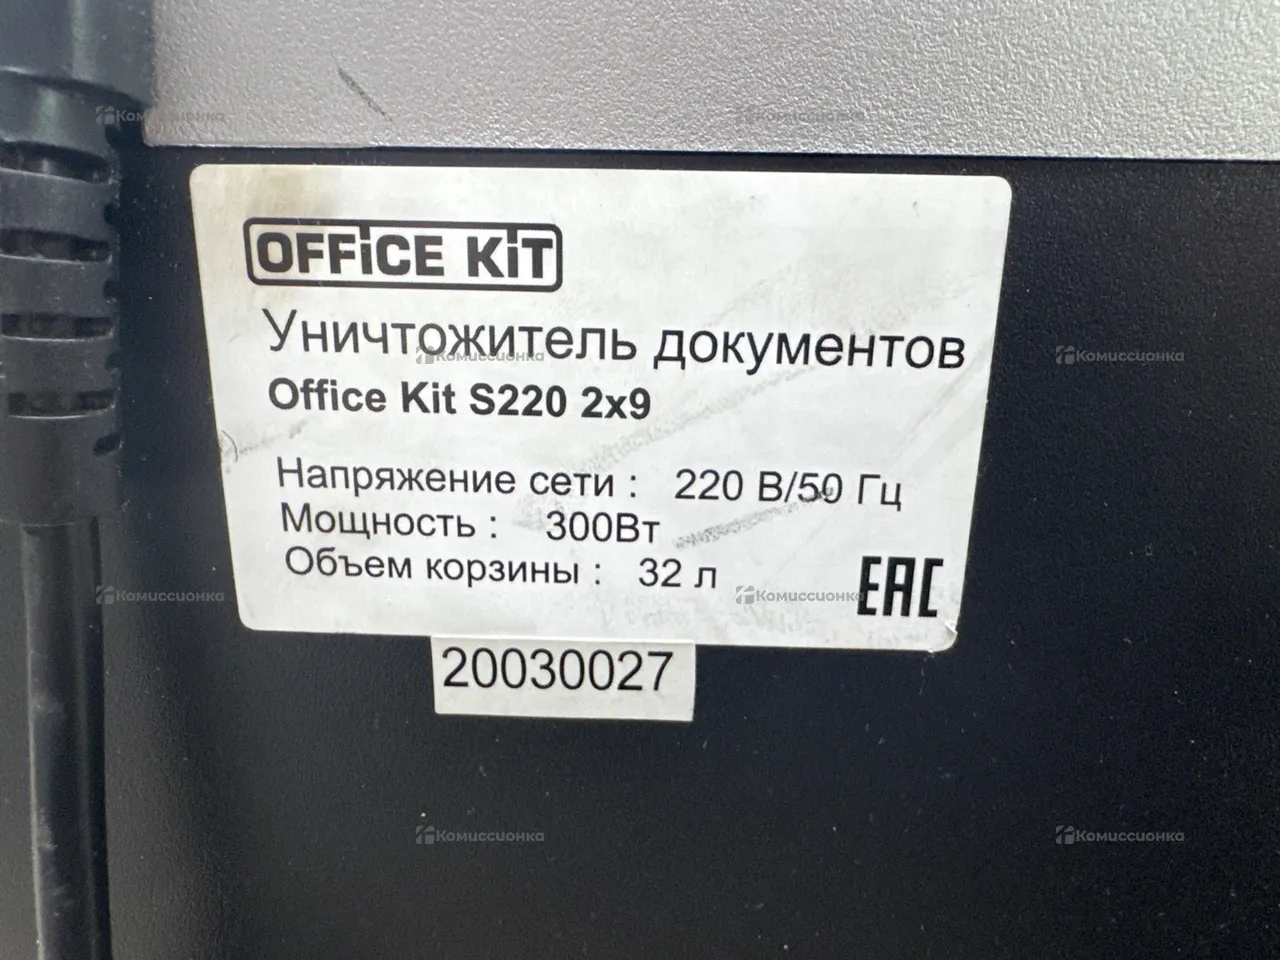 Комиссионка
Комиссионка
OFFiCE KiT
Уничтожитель документов
Комиссионка
Комиссионка
Office Kit S220 2x9
Напряжение сети : 220 В/50 Гц
Мощность : 300Вт
Объем корзины : 32 л
EAC
Комиссионка
Комиссионка
20030027
Комиссионка
Комиссионка